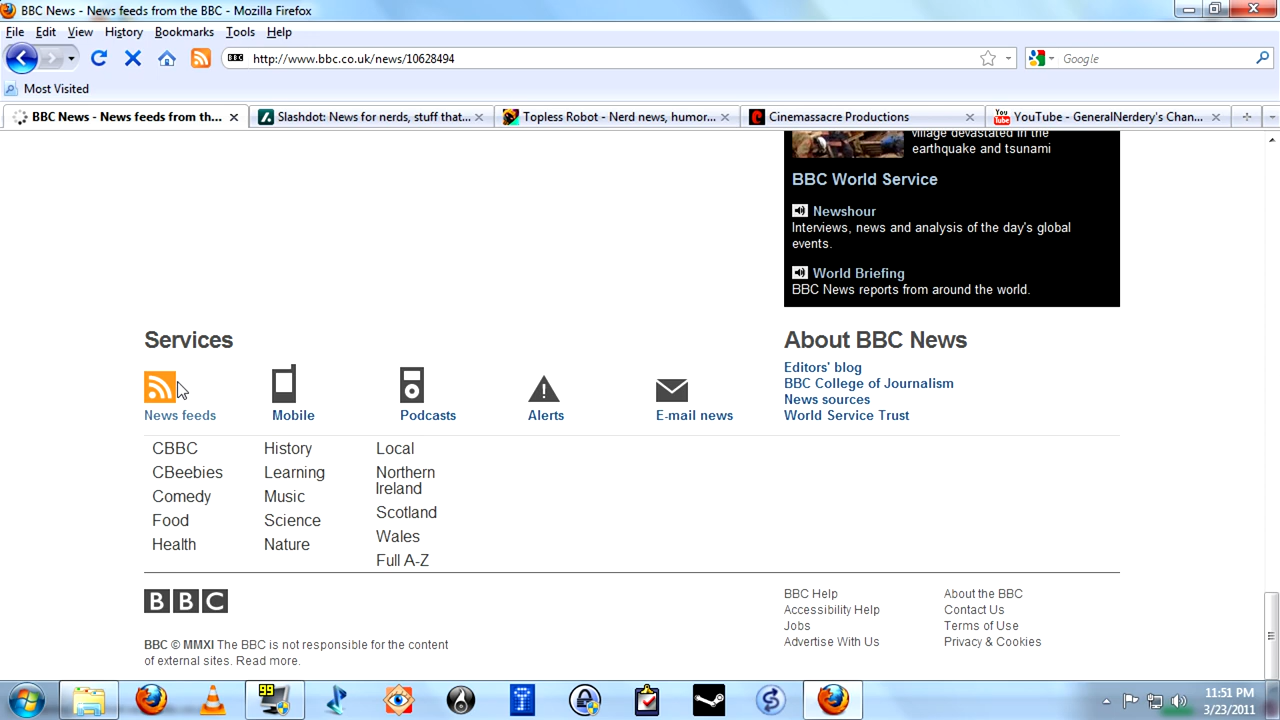 BBC News - News feeds from the BBC - Mozilla Firefox
File Edit View History Bookmarks Tools Help
BBC http://www.bbc.co.uk/news/10628494
Google
Most Visited
BBC News - News feeds from th...
Slashdot: News for nerds, stuff that...
Topless Robot - Nerd news, humor...
Cinemassacre Productions
You Tube YouTube - GeneralNerdery's Chan...
village devastated in the
earthquake and tsunami
BBC World Service
Newshour
Interviews, news and analysis of the day's global
events.
World Briefing
BBC News reports from around the world.
Services
News feeds
Mobile
Podcasts
Alerts
E-mail news
About BBC News
Editors' blog
BBC College of Journalism
News sources
World Service Trust
CBBC
CBeebies
Comedy
Food
Health
History
Learning
Music
Science
Nature
Local
Northern
Ireland
Scotland
Wales
Full A-Z
BBC
BBC © MMXI The BBC is not responsible for the content
of external sites. Read more.
BBC Help
Accessibility Help
Jobs
Advertise With Us
About the BBC
Contact Us
Terms of Use
Privacy & Cookies
99
11:51 PM
3/23/2011